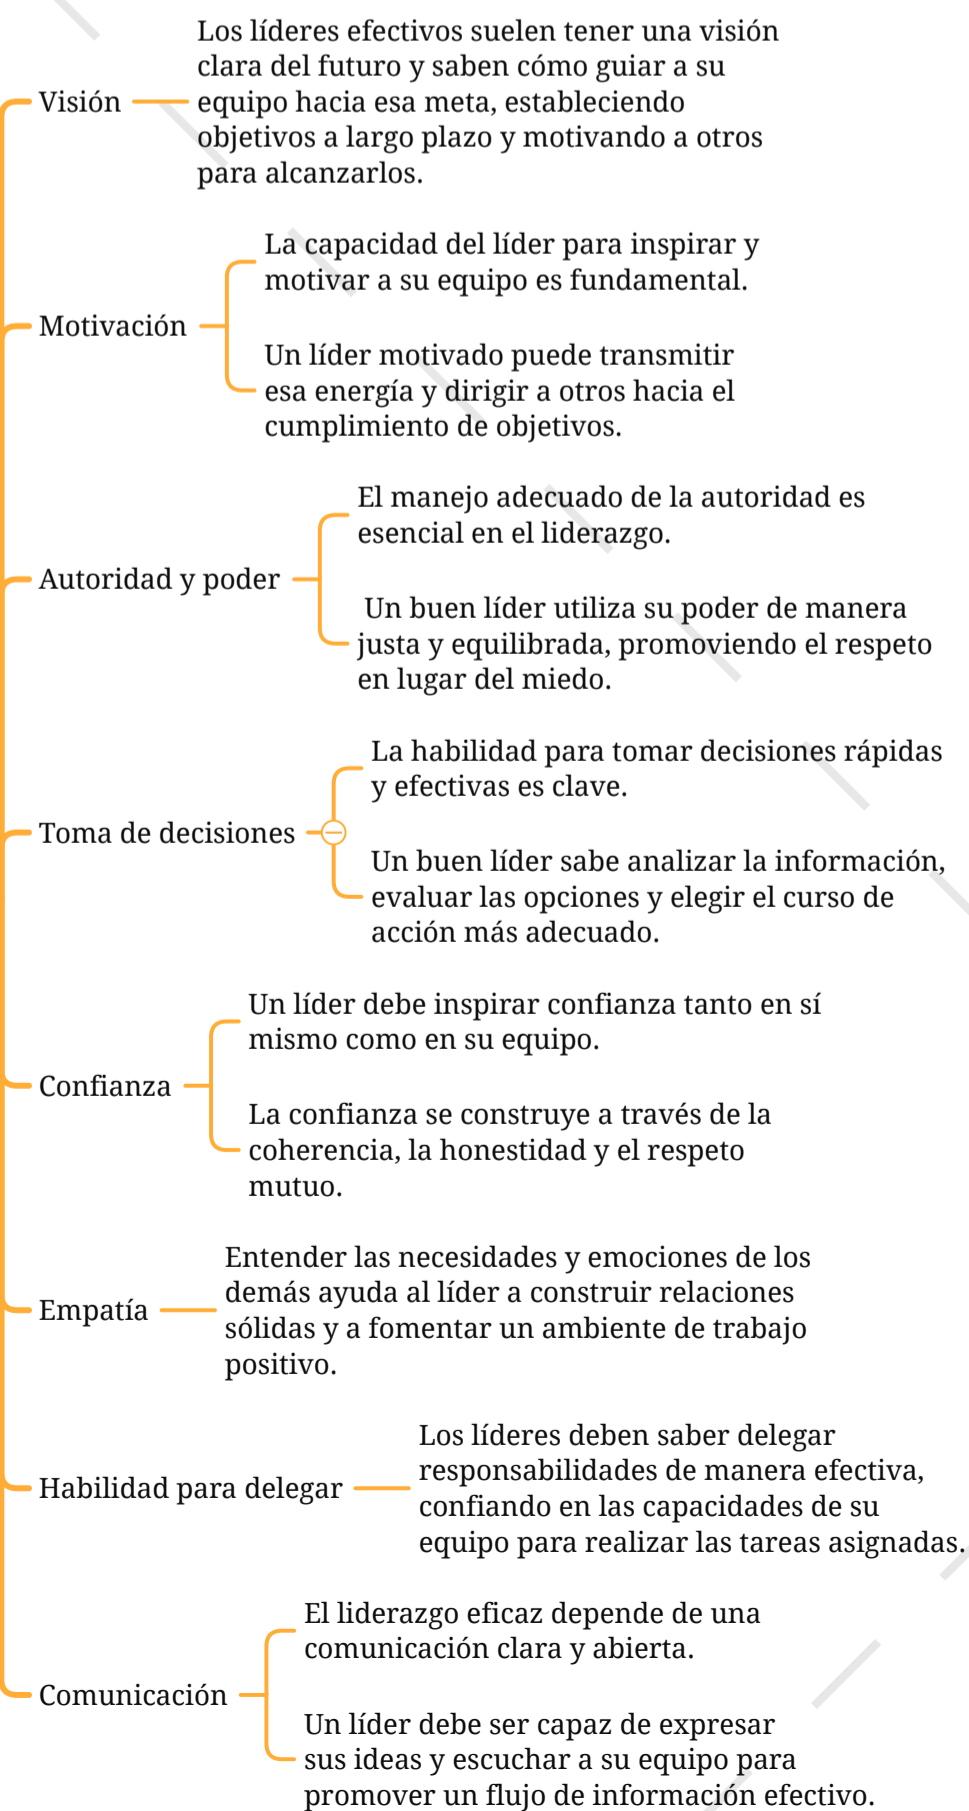 Visión
Los líderes efectivos suelen tener una visión
clara del futuro y saben cómo guiar a su
equipo hacia esa meta, estableciendo
objetivos a largo plazo y motivando a otros
para alcanzarlos.
Motivación
La capacidad del líder para inspirar y
motivar a su equipo es fundamental.
Un líder motivado puede transmitir
esa energía y dirigir a otros hacia el
cumplimiento de objetivos.
Autoridad y poder
El manejo adecuado de la autoridad es
esencial en el liderazgo.
Un buen líder utiliza su poder de manera
justa y equilibrada, promoviendo el respeto
en lugar del miedo.
Toma de decisiones
La habilidad para tomar decisiones rápidas
y efectivas es clave.
Un buen líder sabe analizar la información,
evaluar las opciones y elegir el curso de
acción más adecuado.
Confianza
Un líder debe inspirar confianza tanto en sí
mismo como en su equipo.
La confianza se construye a través de la
coherencia, la honestidad y el respeto
mutuo.
Empatía
Entender las necesidades y emociones de los
demás ayuda al líder a construir relaciones
sólidas y a fomentar un ambiente de trabajo
positivo.
Habilidad para delegar
Los líderes deben saber delegar
responsabilidades de manera efectiva,
confiando en las capacidades de su
equipo para realizar las tareas asignadas.
Comunicación
El liderazgo eficaz depende de una
comunicación clara y abierta.
Un líder debe ser capaz de expresar
sus ideas y escuchar a su equipo para
promover un flujo de información efectivo.